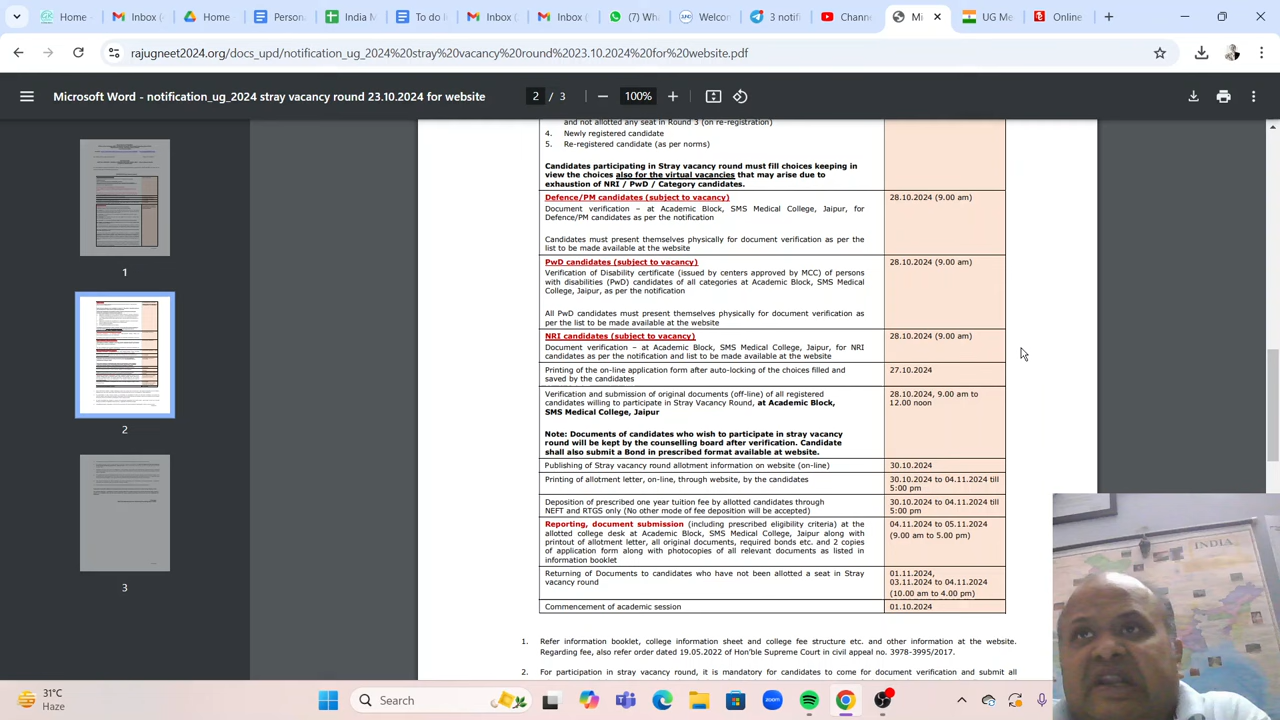 Home
Inbox (
Home
Person
India M
To do l
Inbox (
Inbox (
(7) Wh
Welcon
3 notif
Chann
Mi
UG Me
Online
rajugneet2024.org/docs_upd/notification_ug_2024%20stray%20vacancy%20round%2023.10.2024%20for%20website.pdf
Microsoft Word - notification_ug_2024 stray vacancy round 23.10.2024 for website
2 / 3
100%
and not allotted any seat in Round 3 (on re-registration)
4. Newly registered candidate
5. Re-registered candidate (as per norms)
Candidates participating in Stray vacancy round must fill choices keeping in
view the choices also for the virtual vacancies that may arise due to
exhaustion of NRI / PwD / Category candidates.
Defence/PM candidates (subject to vacancy) 28.10.2024 (9.00 am)
Document verification – at Academic Block, SMS Medical College, Jaipur, for
Defence/PM candidates as per the notification
Candidates must present themselves physically for document verification as per the
list to be made available at the website
PwD candidates (subject to vacancy) 28.10.2024 (9.00 am)
Verification of Disability certificate (issued by centers approved by MCC) of persons
with disabilities (PwD) candidates of all categories at Academic Block, SMS Medical
College, Jaipur, as per the notification
All PwD candidates must present themselves physically for document verification as
per the list to be made available at the website
NRI candidates (subject to vacancy) 28.10.2024 (9.00 am)
Document verification – at Academic Block, SMS Medical College, Jaipur, for NRI
candidates as per the notification and list to be made available at the website
Printing of the on-line application form after auto-locking of the choices filled and 27.10.2024
saved by the candidates
Verification and submission of original documents (off-line) of all registered 28.10.2024, 9.00 am to
candidates willing to participate in Stray Vacancy Round, at Academic Block, 12.00 noon
SMS Medical College, Jaipur
Note: Documents of candidates who wish to participate in stray vacancy
round will be kept by the counselling board after verification. Candidate
shall also submit a Bond in prescribed format available at website.
Publishing of Stray vacancy round allotment information on website (on-line) 30.10.2024
Printing of allotment letter, on-line, through website, by the candidates 30.10.2024 to 04.11.2024 till
5:00 pm
Deposition of prescribed one year tuition fee by allotted candidates through 30.10.2024 to 04.11.2024 till
NEFT and RTGS only (No other mode of fee deposition will be accepted) 5:00 pm
Reporting, document submission (including prescribed eligibility criteria) at the 04.11.2024 to 05.11.2024
allotted college desk at Academic Block, SMS Medical College, Jaipur along with (9.00 am to 5.00 pm)
printout of allotment letter, all original documents, required bonds etc. and 2 copies
of application form along with photocopies of all relevant documents as listed in
information booklet
Returning of Documents to candidates who have not been allotted a seat in Stray 01.11.2024,
vacancy round 03.11.2024 to 04.11.2024
(10.00 am to 4.00 pm)
Commencement of academic session 01.10.2024
1. Refer information booklet, college information sheet and college fee structure etc. and other information at the website.
Regarding fee, also refer order dated 19.05.2022 of Hon'ble Supreme Court in civil appeal no. 3978-3995/2017.
2. For participation in stray vacancy round, it is mandatory for candidates to come for document verification and submit all
1
2
3
INDIA
31°C
Haze
Search